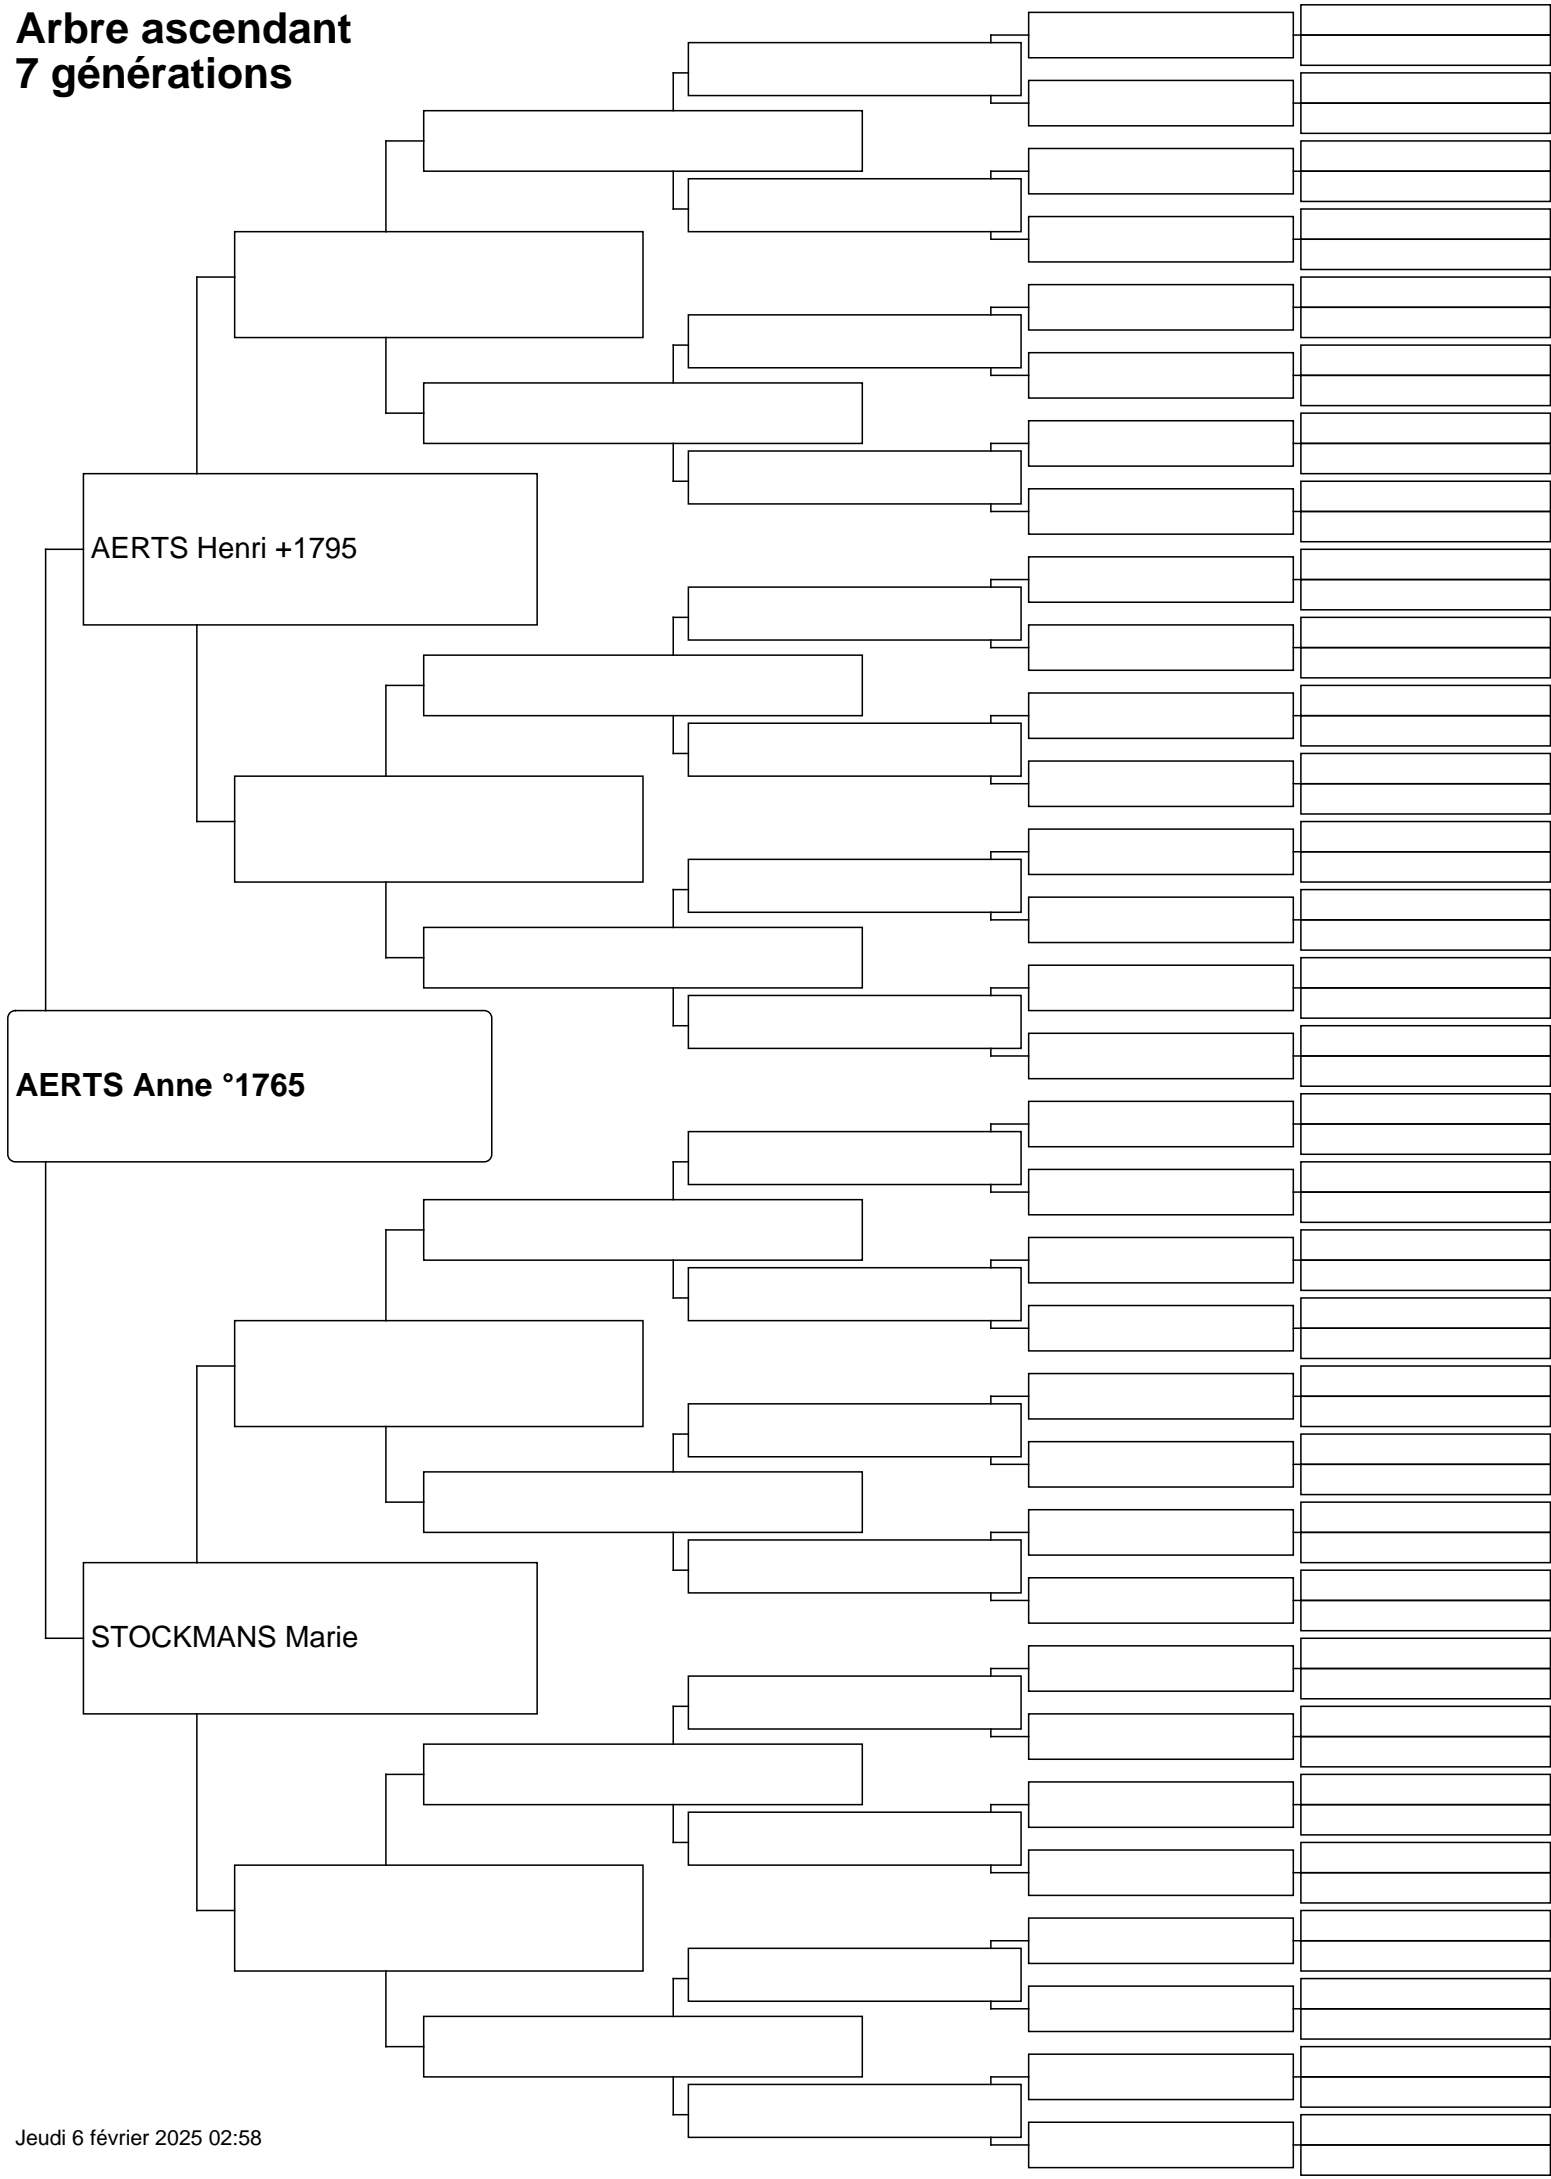 Arbre ascendant
7 générations
AERTS Henri +1795
AERTS Anne °1765
STOCKMANS Marie
Jeudi 6 février 2025 02:58